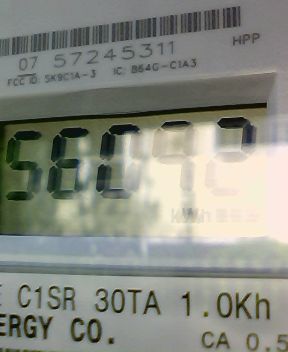 HPP
07 57245311
FCC ID: SK9C1A-3 IC: 864G-C1A3
56092
kWh
C1SR 30TA 1.0Kh
ERGY CO.
CA 0.5